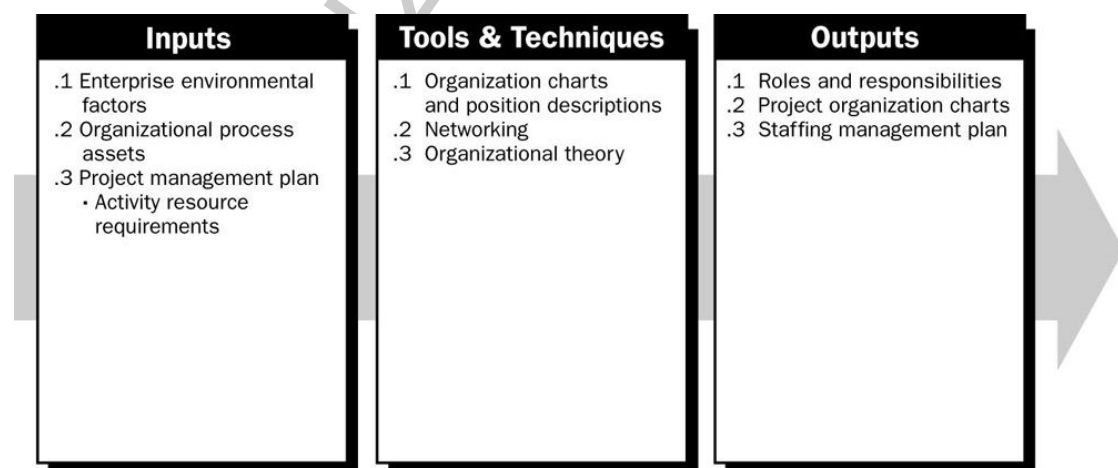 Inputs
.1 Enterprise environmental
factors
.2 Organizational process
assets
.3 Project management plan
· Activity resource
requirements
Tools & Techniques
.1 Organization charts
and position descriptions
.2 Networking
.3 Organizational theory
Outputs
.1 Roles and responsibilities
.2 Project organization charts
.3 Staffing management plan